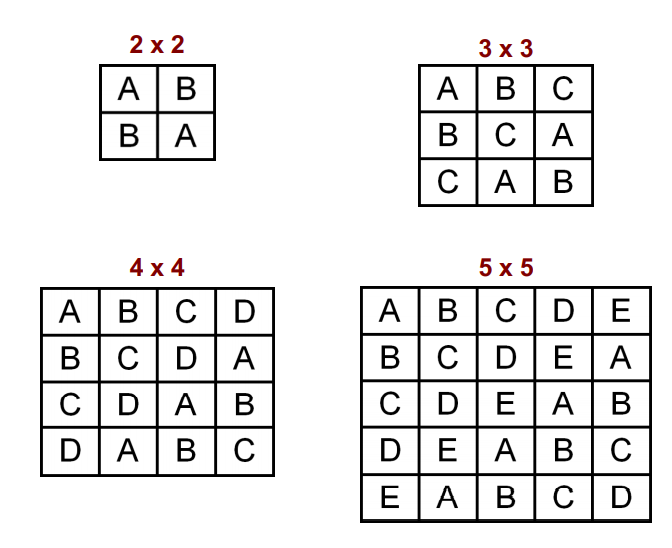 2 x 2
A B
B A
3 x 3
A B C
B C A
C A B
4 x 4
A B C D
B C D A
C D A B
D A B C
5 x 5
A B C D E
B C D E A
C D E A B
D E A B C
E A B C D